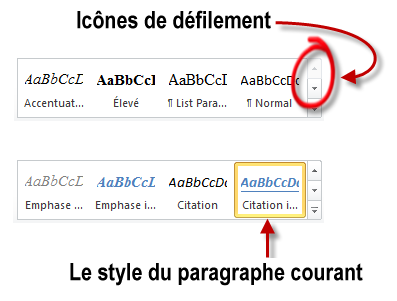 Icônes de défilement
AaBbCcL AaBbCcI AaBbCcI AaBbCcDc
Accentuat... Élevé ¶ List Para... ¶ Normal
AaBbCcL AaBbCcL AaBbCcDc AaBbCcDc
Emphase ... Emphase i... Citation Citation i...
Le style du paragraphe courant